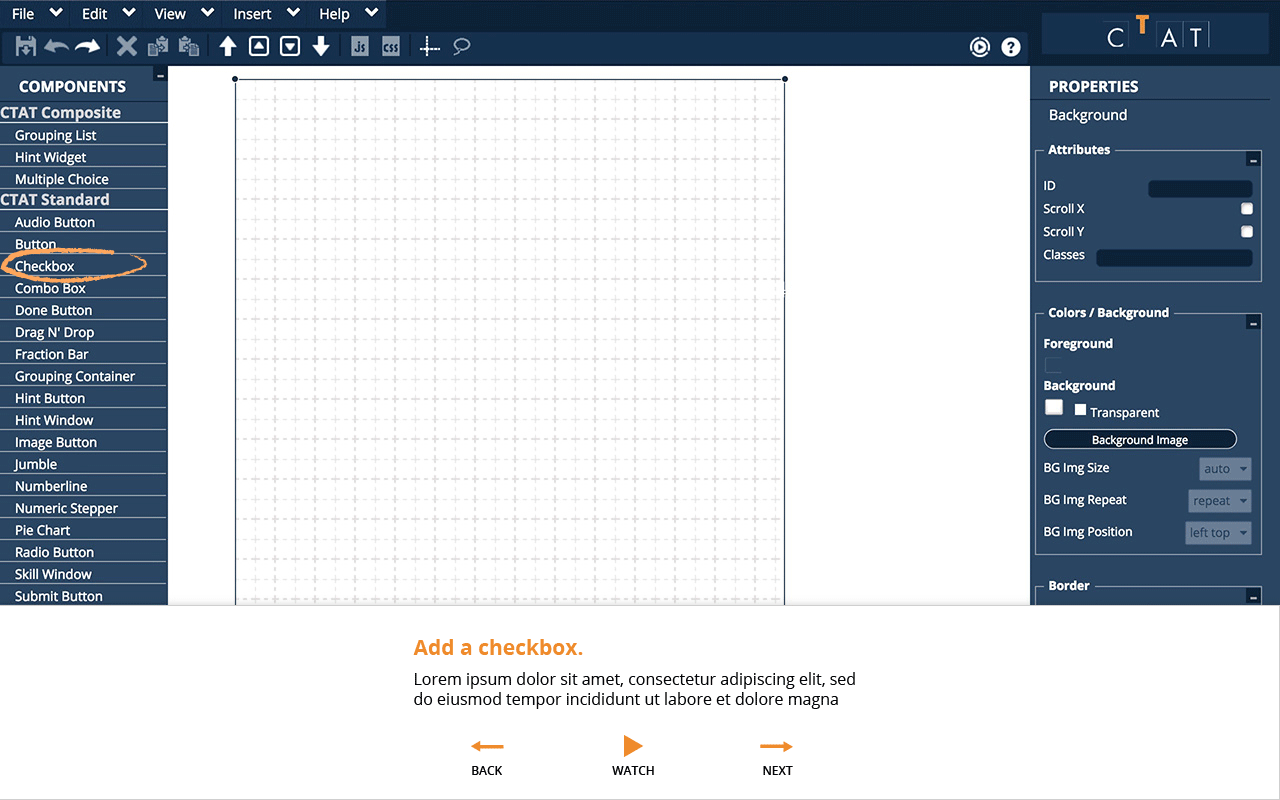 File Edit View Insert Help
.js css ?
C T A T
COMPONENTS
CTAT Composite
Grouping List
Hint Widget
Multiple Choice
CTAT Standard
Audio Button
Button
Checkbox
Combo Box
Done Button
Drag N' Drop
Fraction Bar
Grouping Container
Hint Button
Hint Window
Image Button
Jumble
Numberline
Numeric Stepper
Pie Chart
Radio Button
Skill Window
Submit Button
PROPERTIES
Background
Attributes
ID
Scroll X
Scroll Y
Classes
Colors / Background
Foreground
Background
Transparent
Background Image
BG Img Size auto
BG Img Repeat repeat
BG Img Position left top
Border
Add a checkbox.
Lorem ipsum dolor sit amet, consectetur adipiscing elit, sed
do eiusmod tempor incididunt ut labore et dolore magna
BACK WATCH NEXT